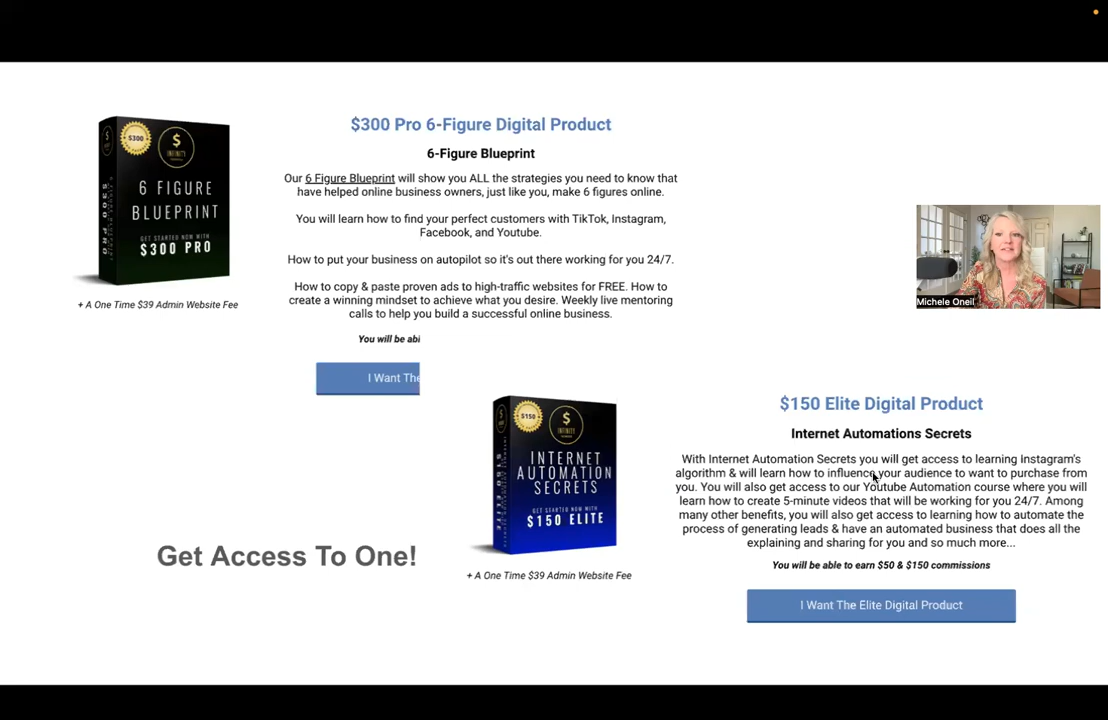 $300 Pro 6-Figure Digital Product
6-Figure Blueprint
Our 6 Figure Blueprint will show you ALL the strategies you need to know that
have helped online business owners, just like you, make 6 figures online.
You will learn how to find your perfect customers with TikTok, Instagram,
Facebook, and Youtube.
How to put your business on autopilot so it's out there working for you 24/7.
How to copy & paste proven ads to high-traffic websites for FREE. How to
create a winning mindset to achieve what you desire. Weekly live mentoring
calls to help you build a successful online business.
You will be abl
I Want The
$300
$
INFINITE
6 FIGURE
BLUEPRINT
GET STARTED NOW WITH
$300 PRO
$300 PRO
+ A One Time $39 Admin Website Fee
Michele Oneil
$150 Elite Digital Product
Internet Automations Secrets
With Internet Automation Secrets you will get access to learning Instagram's
algorithm & will learn how to influence your audience to want to purchase from
you. You will also get access to our Youtube Automation course where you will
learn how to create 5-minute videos that will be working for you 24/7. Among
many other benefits, you will also get access to learning how to automate the
process of generating leads & have an automated business that does all the
explaining and sharing for you and so much more...
You will be able to earn $50 & $150 commissions
I Want The Elite Digital Product
$150
$
INFINITE
INTERNET
AUTOMATION
SECRETS
GET STARTED NOW WITH
$150 ELITE
$150 ELITE
+ A One Time $39 Admin Website Fee
Get Access To One!